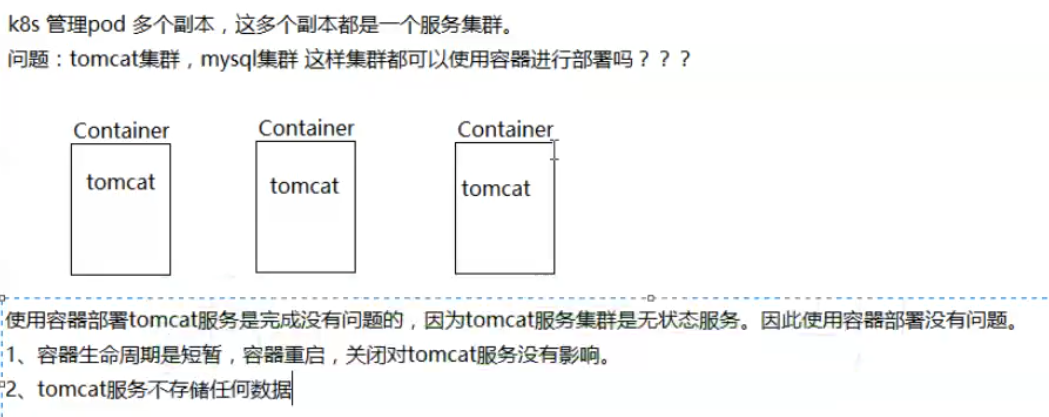 k8s 管理pod 多个副本，这多个副本都是一个服务集群。
问题：tomcat集群，mysql集群 这样集群都可以使用容器进行部署吗？？？
Container Container Container
tomcat tomcat tomcat
使用容器部署tomcat服务是完成没有问题的，因为tomcat服务集群是无状态服务。因此使用容器部署没有问题。
1、容器生命周期是短暂，容器重启，关闭对tomcat服务没有影响。
2、tomcat服务不存储任何数据